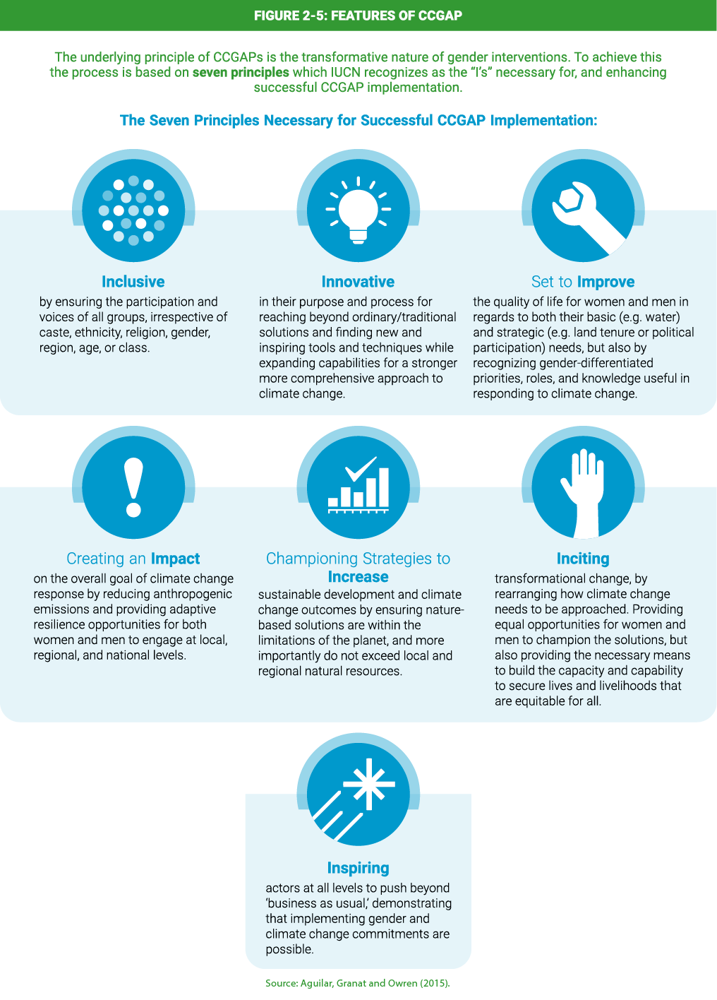 FIGURE 2-5: FEATURES OF CCGAP
The underlying principle of CCGAPs is the transformative nature of gender interventions. To achieve this
the process is based on seven principles which IUCN recognizes as the “I’s” necessary for, and enhancing
successful CCGAP implementation.
The Seven Principles Necessary for Successful CCGAP Implementation:
Inclusive
by ensuring the participation and
voices of all groups, irrespective of
caste, ethnicity, religion, gender,
region, age, or class.
Innovative
in their purpose and process for
reaching beyond ordinary/traditional
solutions and finding new and
inspiring tools and techniques while
expanding capabilities for a stronger
more comprehensive approach to
climate change.
Set to Improve
the quality of life for women and men in
regards to both their basic (e.g. water)
and strategic (e.g. land tenure or political
participation) needs, but also by
recognizing gender-differentiated
priorities, roles, and knowledge useful in
responding to climate change.
Creating an Impact
on the overall goal of climate change
response by reducing anthropogenic
emissions and providing adaptive
resilience opportunities for both
women and men to engage at local,
regional, and national levels.
Championing Strategies to
Increase
sustainable development and climate
change outcomes by ensuring nature-
based solutions are within the
limitations of the planet, and more
importantly do not exceed local and
regional natural resources.
Inciting
transformational change, by
rearranging how climate change
needs to be approached. Providing
equal opportunities for women and
men to champion the solutions, but
also providing the necessary means
to build the capacity and capability
to secure lives and livelihoods that
are equitable for all.
Inspiring
actors at all levels to push beyond
‘business as usual,’ demonstrating
that implementing gender and
climate change commitments are
possible.
Source: Aguilar, Granat and Owren (2015).